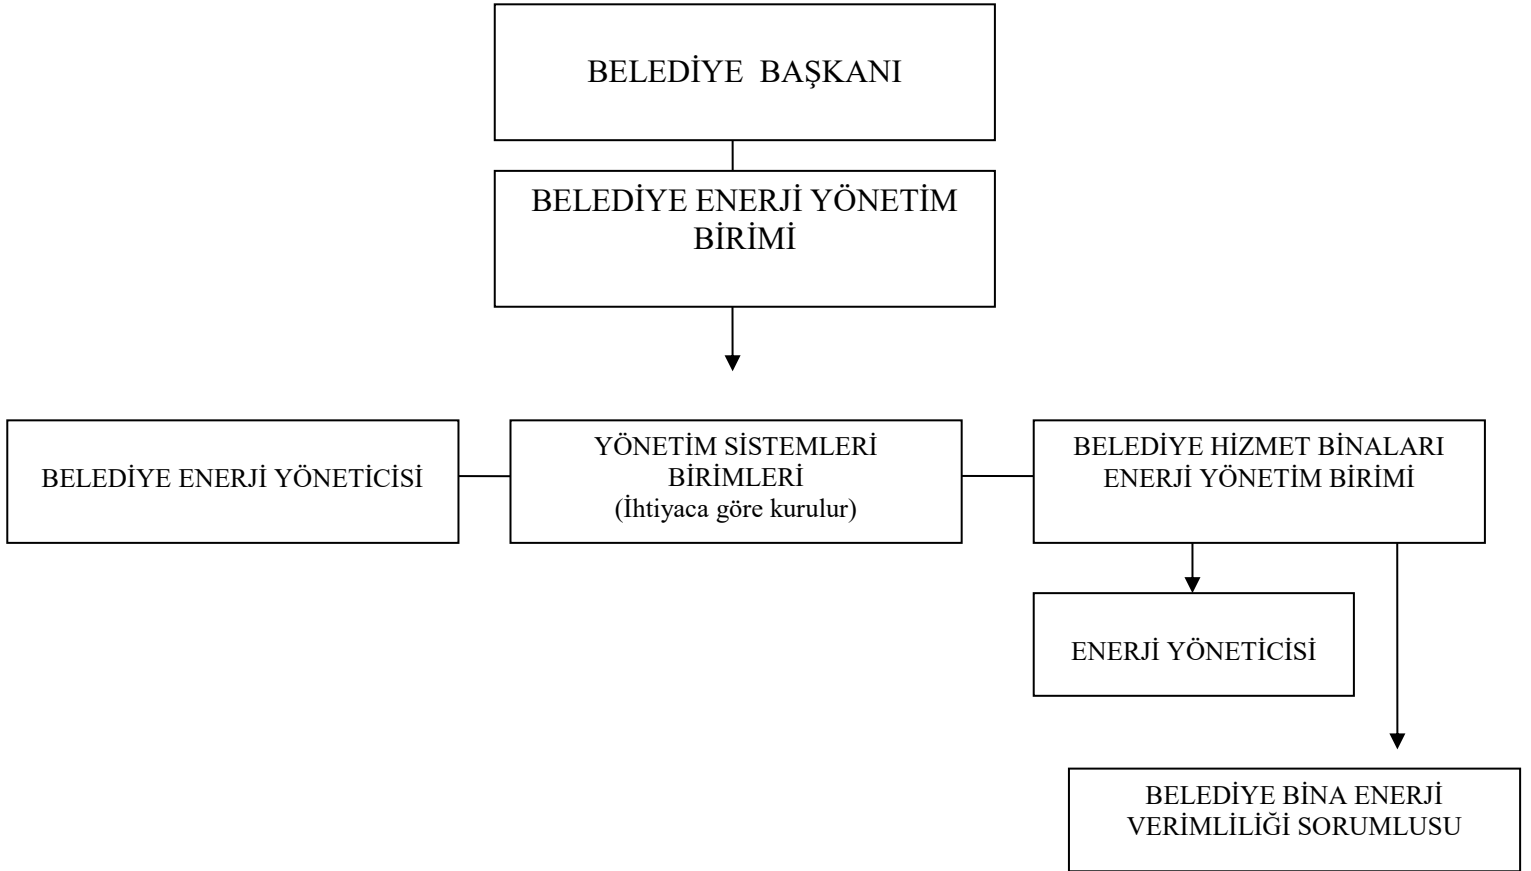 BELEDİYE  BAŞKANI
BELEDİYE ENERJİ YÖNETİM
BİRİMİ
BELEDİYE ENERJİ YÖNETİCİSİ
YÖNETİM SİSTEMLERİ
BİRİMLERİ
(İhtiyaca göre kurulur)
BELEDİYE HİZMET BİNALARI
ENERJİ YÖNETİM BİRİMİ
ENERJİ YÖNETİCİSİ
BELEDİYE BİNA ENERJİ
VERİMLİLİĞİ SORUMLUSU